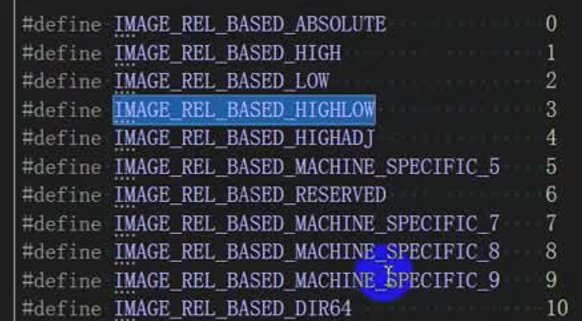 #define IMAGE_REL_BASED_ABSOLUTE 0
#define IMAGE_REL_BASED_HIGH 1
#define IMAGE_REL_BASED_LOW 2
#define IMAGE_REL_BASED_HIGHLOW 3
#define IMAGE_REL_BASED_HIGHADJ 4
#define IMAGE_REL_BASED_MACHINE_SPECIFIC_5 5
#define IMAGE_REL_BASED_RESERVED 6
#define IMAGE_REL_BASED_MACHINE_SPECIFIC_7 7
#define IMAGE_REL_BASED_MACHINE_SPECIFIC_8 8
#define IMAGE_REL_BASED_MACHINE_SPECIFIC_9 9
#define IMAGE_REL_BASED_DIR64 10